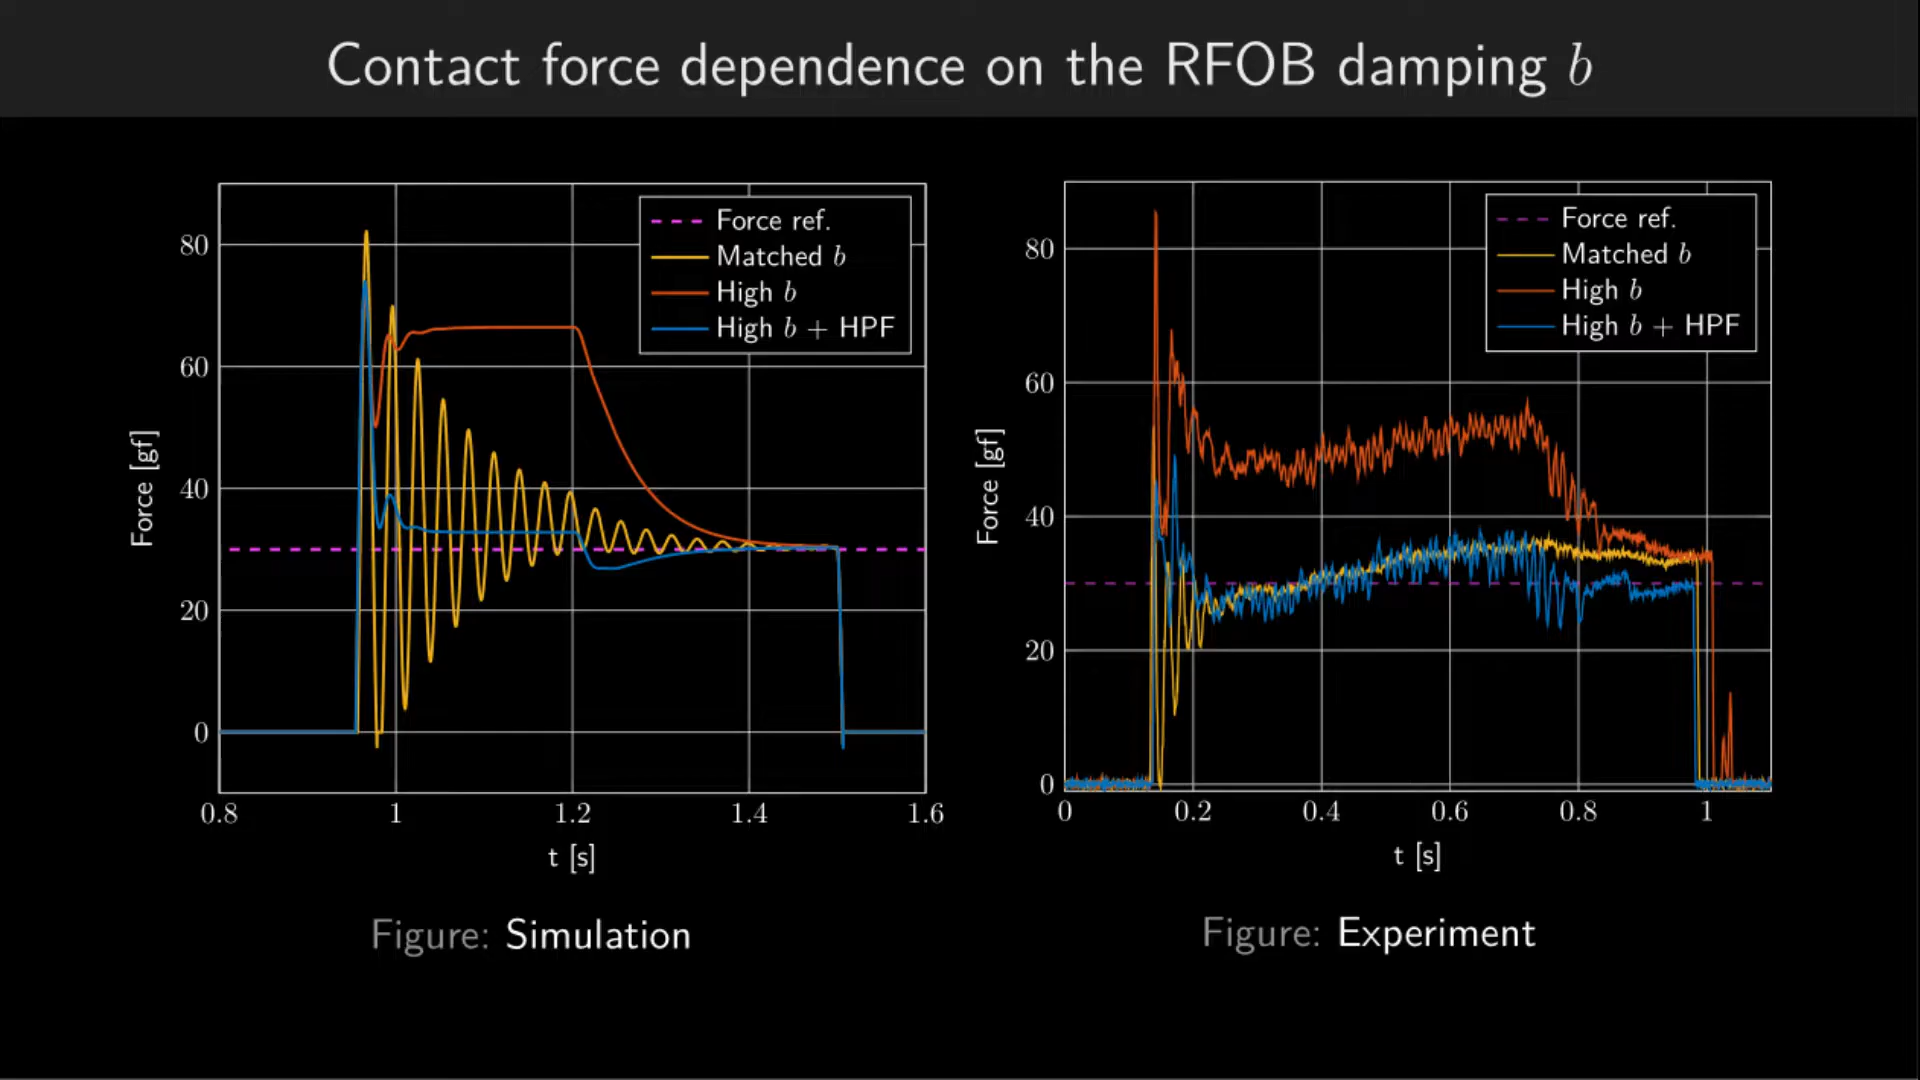 Contact force dependence on the RFOB damping b
Force ref.
Matched b
High b
High b + HPF
80
60
40
20
0
Force [gf]
0.8
1
1.2
1.4
1.6
t [s]
Figure: Simulation
Force ref.
Matched b
High b
High b + HPF
80
60
40
20
0
Force [gf]
0
0.2
0.4
0.6
0.8
1
t [s]
Figure: Experiment